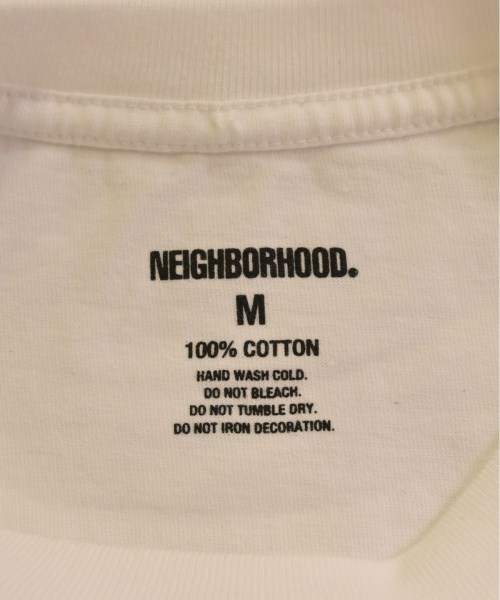 NEIGHBORHOOD.
M
100% COTTON
HAND WASH COLD.
DO NOT BLEACH.
DO NOT TUMBLE DRY.
DO NOT IRON DECORATION.